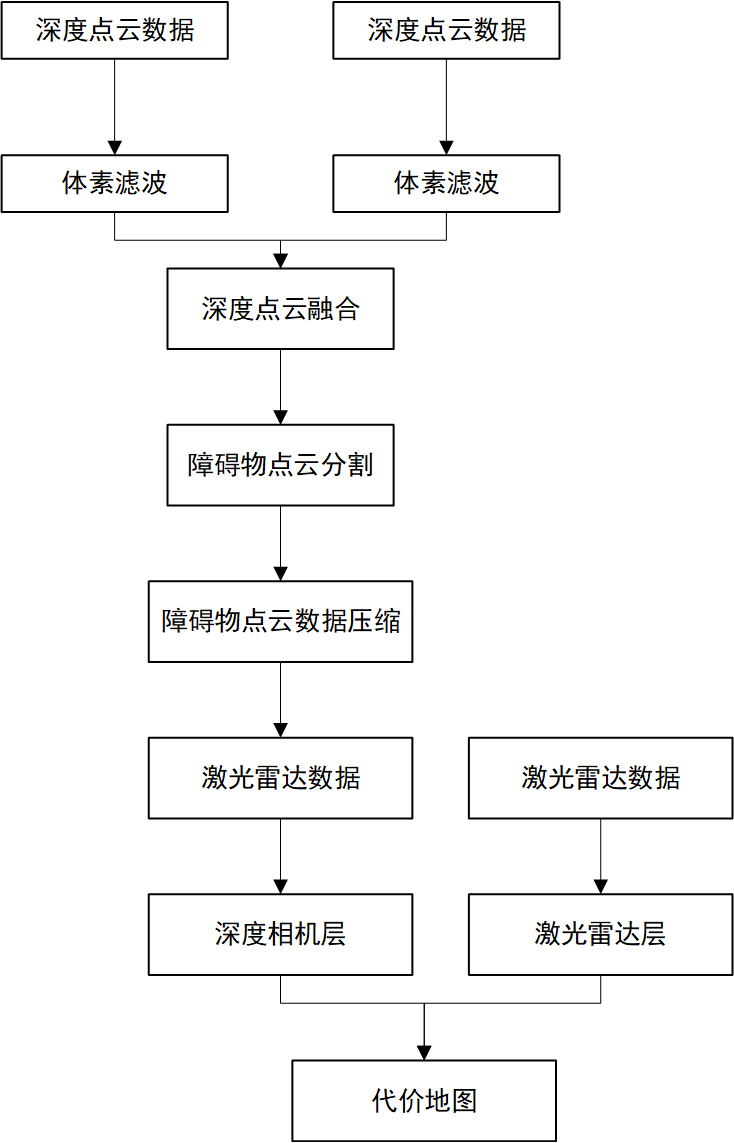 深度点云数据
深度点云数据
体素滤波
体素滤波
深度点云融合
障碍物点云分割
障碍物点云数据压缩
激光雷达数据
激光雷达数据
深度相机层
激光雷达层
代价地图